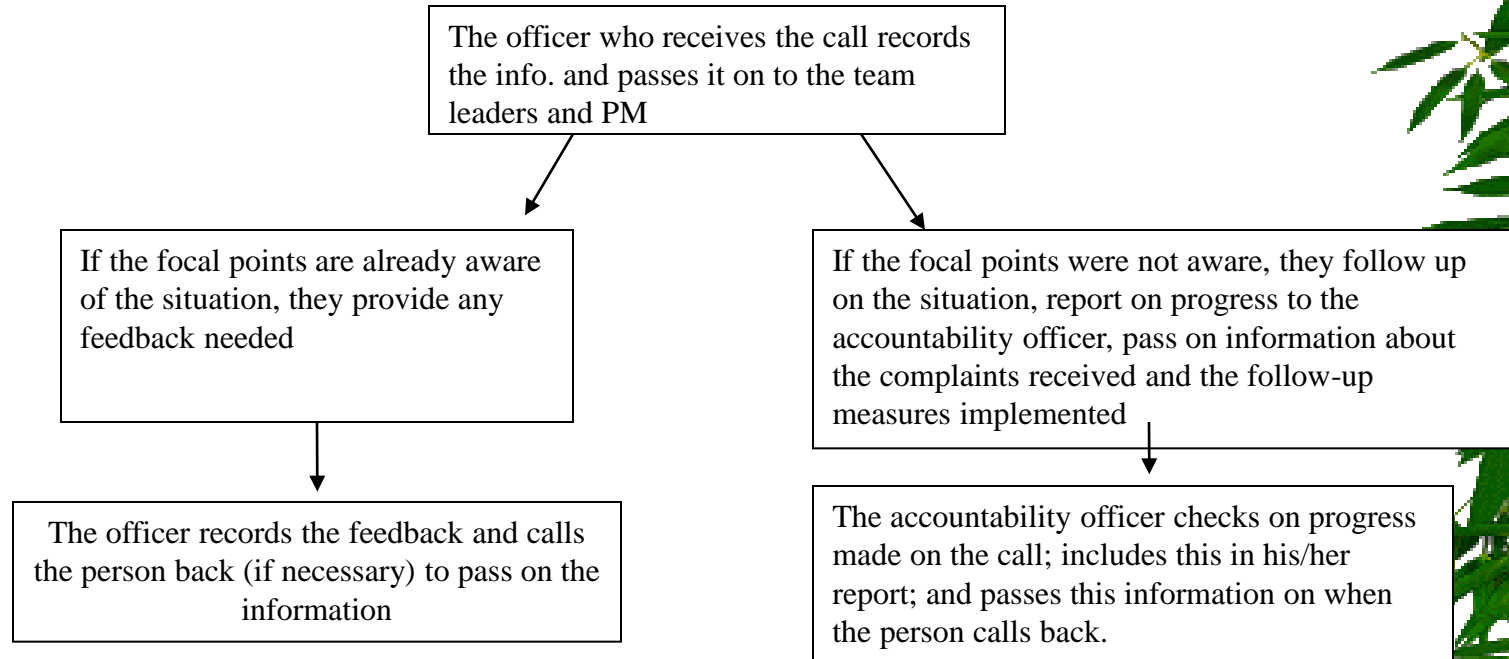 The officer who receives the call records
the info. and passes it on to the team
leaders and PM
If the focal points are already aware
of the situation, they provide any
feedback needed
If the focal points were not aware, they follow up
on the situation, report on progress to the
accountability officer, pass on information about
the complaints received and the follow-up
measures implemented
The officer records the feedback and calls
the person back (if necessary) to pass on the
information
The accountability officer checks on progress
made on the call; includes this in his/her
report; and passes this information on when
the person calls back.